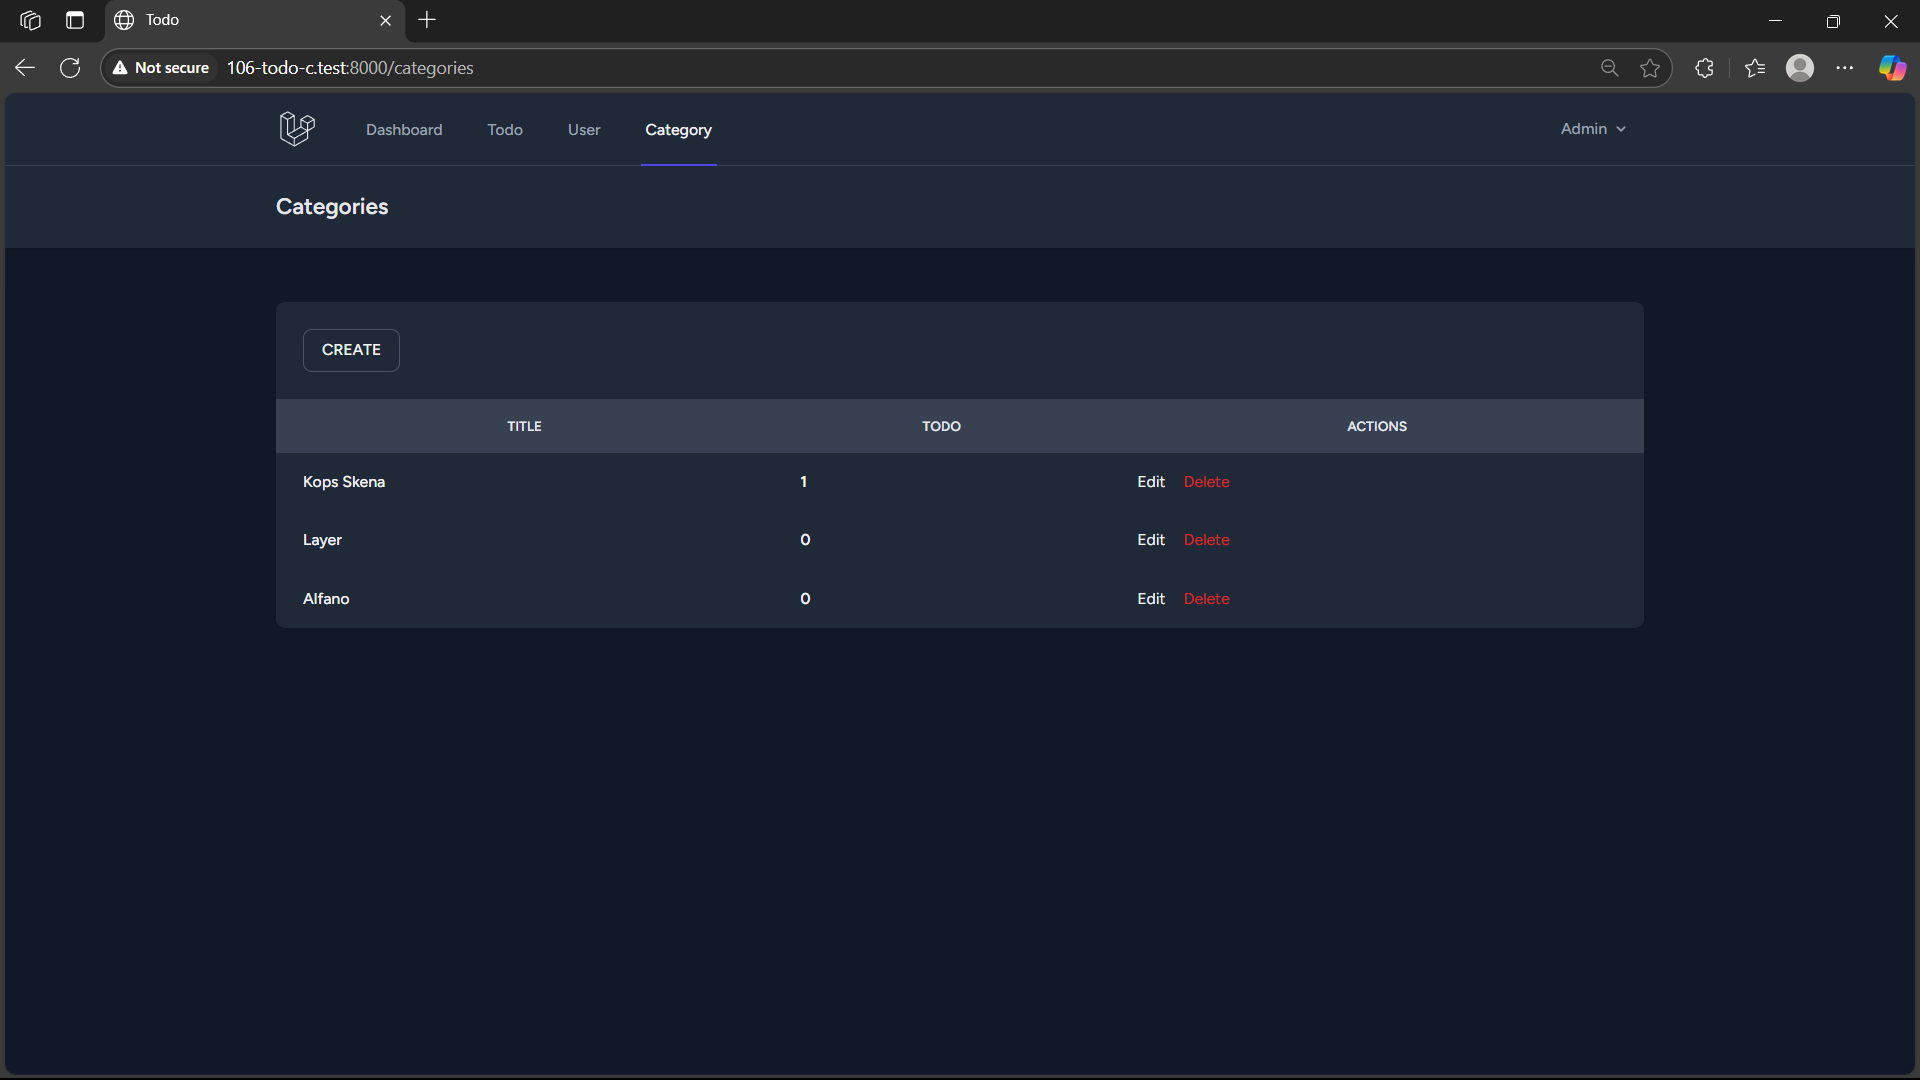 Todo
Not secure 106-todo-c.test:8000/categories
Dashboard Todo User Category Admin
Categories
CREATE
TITLE TODO ACTIONS
Kops Skena 1 Edit Delete
Layer 0 Edit Delete
Alfano 0 Edit Delete